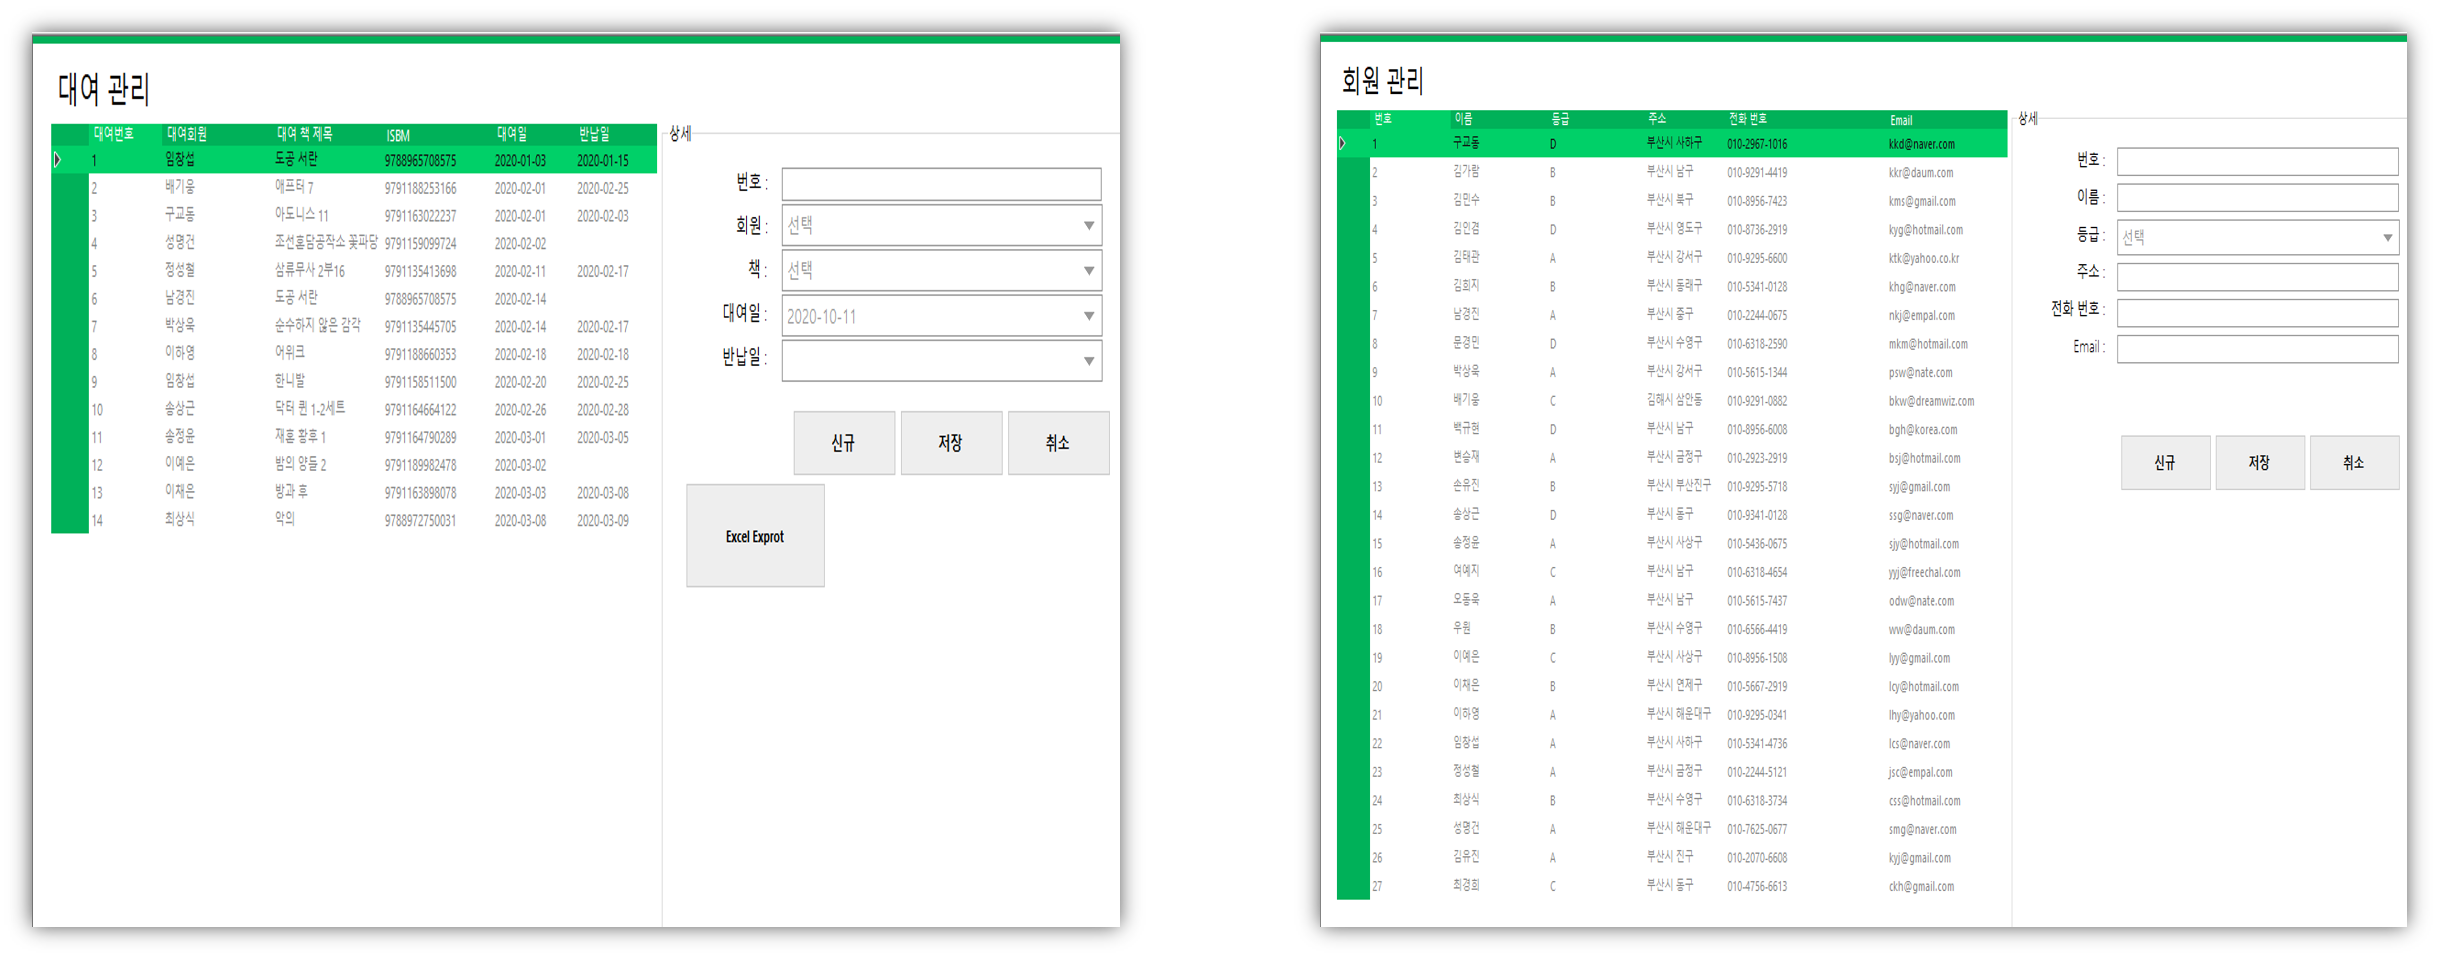 대여 관리
대여번호 대여회원 대여 책 제목 ISBM 대여일 반납일
1 임창섭 도공 서란 9788965708575 2020-01-03 2020-01-15
2 배기웅 애프터 7 9791188253166 2020-02-01 2020-02-25
3 구교동 아도니스 11 9791163022237 2020-02-01 2020-02-03
4 성명건 조선혼담공작소 꽃파당 9791159099724 2020-02-02
5 정성철 삼류무사 2부16 9791135413698 2020-02-11 2020-02-17
6 남경진 도공 서란 9788965708575 2020-02-14
7 박상욱 순수하지 않은 감각 9791135445705 2020-02-14 2020-02-17
8 이하영 어위크 9791188660353 2020-02-18 2020-02-18
9 임창섭 한니발 9791158511500 2020-02-20 2020-02-25
10 송상근 닥터 퀸 1-2세트 9791164664122 2020-02-26 2020-02-28
11 송정윤 재혼 황후 1 9791164790289 2020-03-01 2020-03-05
12 이예은 밤의 양들 2 9791189982478 2020-03-02
13 이채은 방과 후 9791163898078 2020-03-03 2020-03-08
14 최상식 악의 9788972750031 2020-03-08 2020-03-09
상세
번호 :
회원 : 선택
책 : 선택
대여일 : 2020-10-11
반납일 :
신규 저장 취소
Excel Exprot
회원 관리
번호 이름 등급 주소 전화 번호 Email
1 구교동 D 부산시 사하구 010-2967-1016 kkd@naver.com
2 김가람 B 부산시 남구 010-9291-4419 kkr@daum.com
3 김민수 B 부산시 북구 010-8956-7423 kms@gmail.com
4 김인겸 D 부산시 영도구 010-8736-2919 kyg@hotmail.com
5 김태관 A 부산시 강서구 010-9295-6600 ktk@yahoo.co.kr
6 김희지 B 부산시 동래구 010-5341-0128 khg@naver.com
7 남경진 A 부산시 중구 010-2244-0675 nkj@empal.com
8 문경민 D 부산시 수영구 010-6318-2590 mkm@hotmail.com
9 박상욱 A 부산시 강서구 010-5615-1344 psw@nate.com
10 배기웅 C 김해시 삼안동 010-9291-0882 bkw@dreamwiz.com
11 백규현 D 부산시 남구 010-8956-6008 bgh@korea.com
12 변승재 A 부산시 금정구 010-2923-2919 bsj@hotmail.com
13 손유진 B 부산시 부산진구 010-9295-5718 syj@gmail.com
14 송상근 D 부산시 동구 010-9341-0128 ssg@naver.com
15 송정윤 A 부산시 사상구 010-5436-0675 sjy@hotmail.com
16 여예지 C 부산시 남구 010-6318-4654 yyj@freechal.com
17 오동욱 A 부산시 남구 010-5615-7437 odw@nate.com
18 우원 B 부산시 수영구 010-6566-4419 ww@daum.com
19 이예은 C 부산시 사상구 010-8956-1508 lyy@gmail.com
20 이채은 B 부산시 연제구 010-5667-2919 lcy@hotmail.com
21 이하영 A 부산시 해운대구 010-9295-0341 lhy@yahoo.com
22 임창섭 A 부산시 사하구 010-5341-4736 lcs@naver.com
23 정성철 A 부산시 금정구 010-2244-5121 jsc@empal.com
24 최상식 B 부산시 수영구 010-6318-3734 css@hotmail.com
25 성명건 A 부산시 해운대구 010-7625-0677 smg@naver.com
26 김유진 A 부산시 진구 010-2070-6608 kyj@gmail.com
27 최경희 C 부산시 동구 010-4756-6613 ckh@gmail.com
상세
번호 :
이름 :
등급 : 선택
주소 :
전화 번호 :
Email :
신규 저장 취소